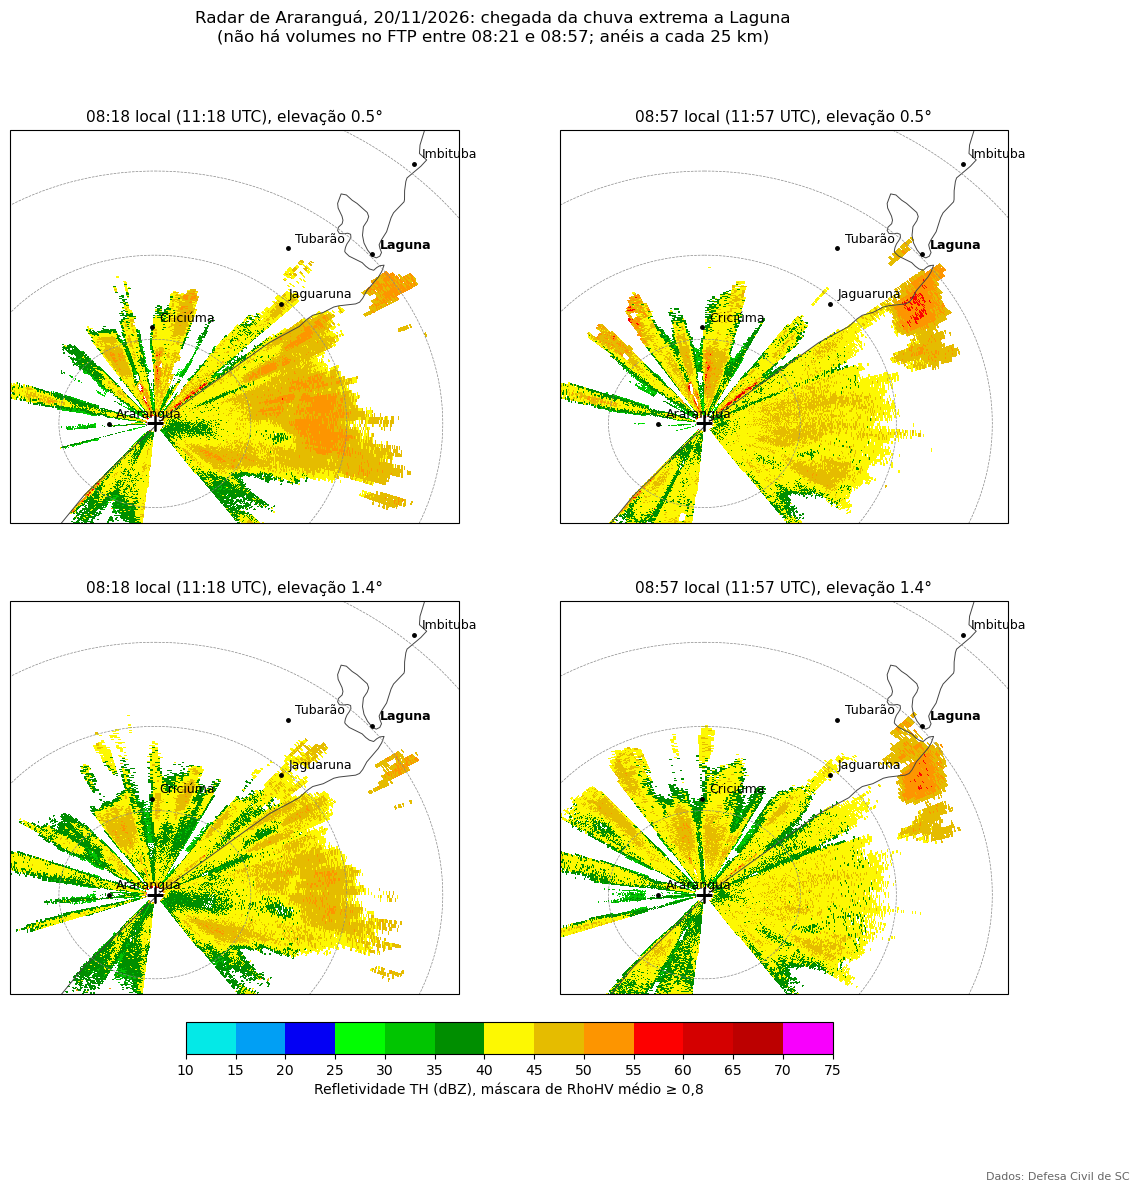 Radar de Araranguá, 20/11/2026: chegada da chuva extrema a Laguna
(não há volumes no FTP entre 08:21 e 08:57; anéis a cada 25 km)
08:18 local (11:18 UTC), elevação 0.5°
Imbituba
Tubarão
Laguna
Jaguaruna
Criciúma
Araranguá
08:57 local (11:57 UTC), elevação 0.5°
Imbituba
Tubarão
Laguna
Jaguaruna
Criciúma
Araranguá
08:18 local (11:18 UTC), elevação 1.4°
Imbituba
Tubarão
Laguna
Jaguaruna
Criciúma
Araranguá
08:57 local (11:57 UTC), elevação 1.4°
Imbituba
Tubarão
Laguna
Jaguaruna
Criciúma
Araranguá
10 15 20 25 30 35 40 45 50 55 60 65 70 75
Refletividade TH (dBZ), máscara de RhoHV médio ≥ 0,8
Dados: Defesa Civil de SC